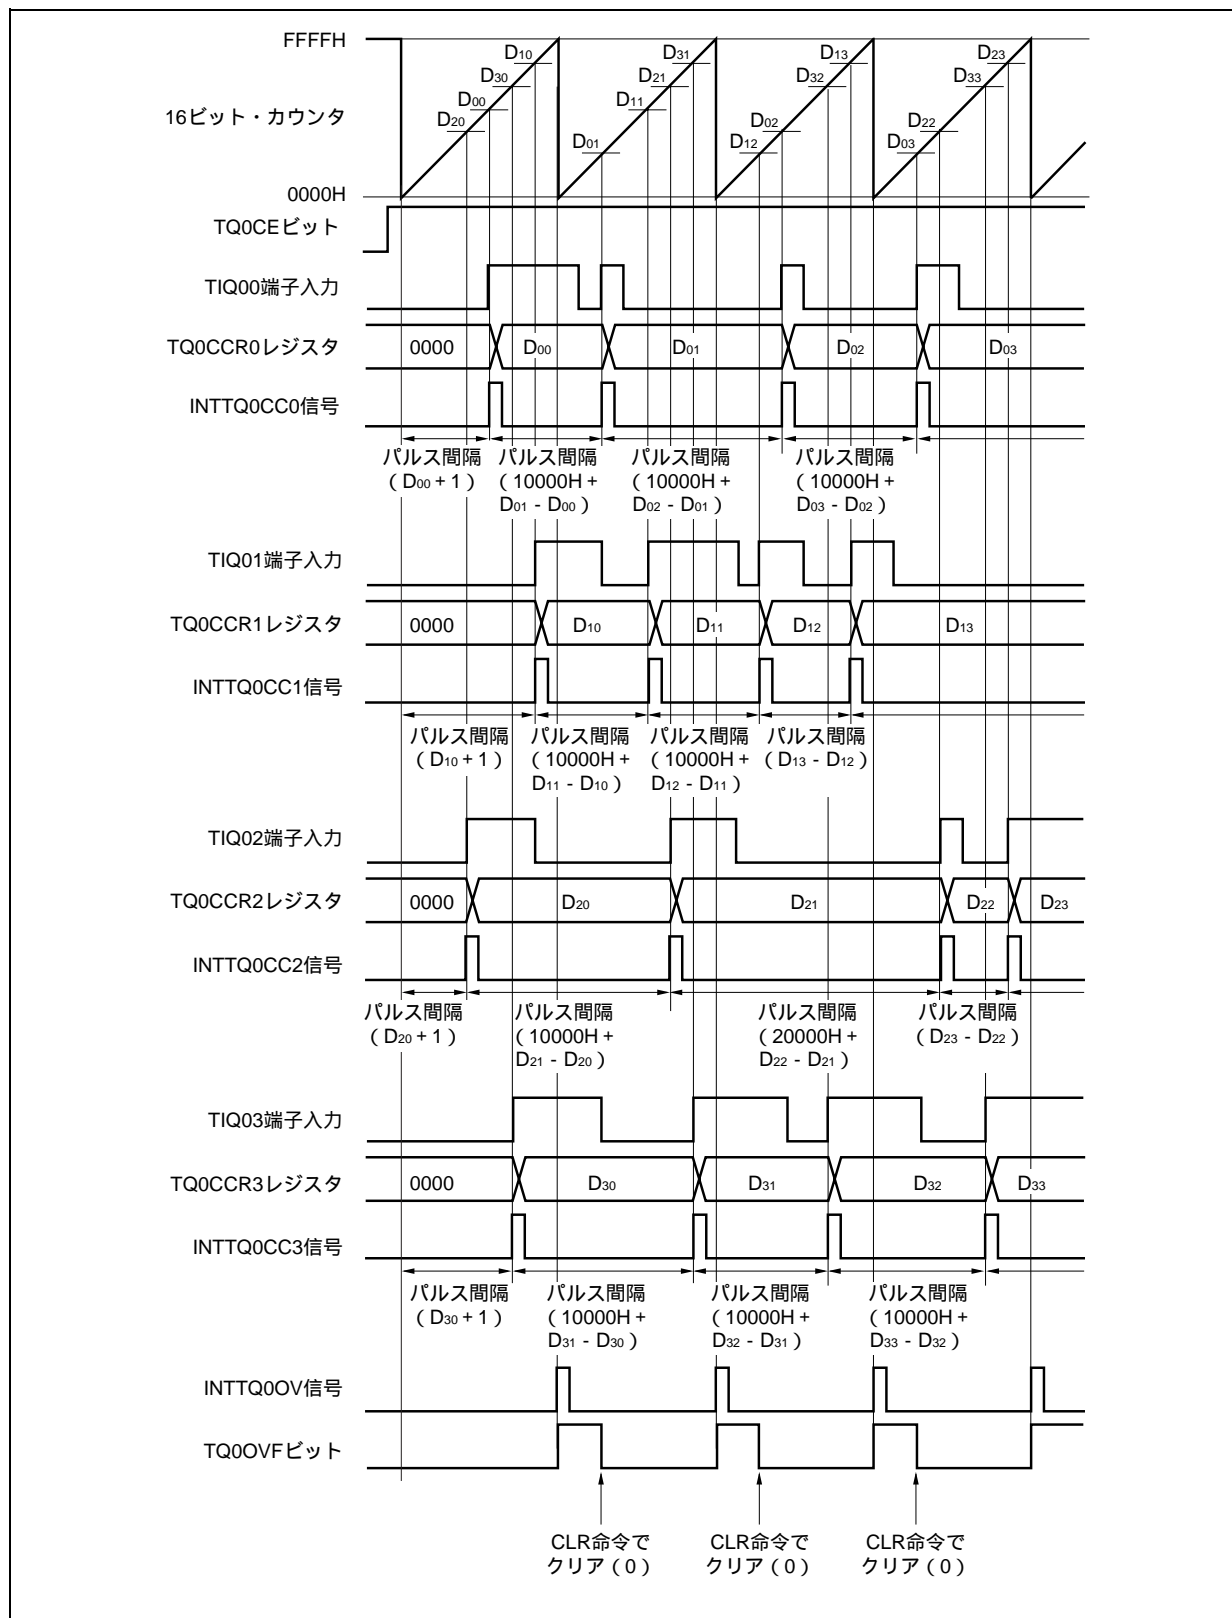 FFFFH
D10
D31
D13
D23
D30
D21
D32
D33
16ビット・カウンタ
D00
D11
D20
D02
D22
D01
D12
D03
0000H
TQ0CEビット
TIQ00端子入力
TQ0CCR0レジスタ
0000
D00
D01
D02
D03
INTTQ0CC0信号
パルス間隔
（D00 + 1）
パルス間隔
（10000H +
D01 - D00）
パルス間隔
（10000H +
D02 - D01）
パルス間隔
（10000H +
D03 - D02）
TIQ01端子入力
TQ0CCR1レジスタ
0000
D10
D11
D12
D13
INTTQ0CC1信号
パルス間隔
（D10 + 1）
パルス間隔
（10000H +
D11 - D10）
パルス間隔
（10000H +
D12 - D11）
パルス間隔
（D13 - D12）
TIQ02端子入力
TQ0CCR2レジスタ
0000
D20
D21
D22
D23
INTTQ0CC2信号
パルス間隔
（D20 + 1）
パルス間隔
（10000H +
D21 - D20）
パルス間隔
（20000H +
D22 - D21）
パルス間隔
（D23 - D22）
TIQ03端子入力
TQ0CCR3レジスタ
0000
D30
D31
D32
D33
INTTQ0CC3信号
パルス間隔
（D30 + 1）
パルス間隔
（10000H +
D31 - D30）
パルス間隔
（10000H +
D32 - D31）
パルス間隔
（10000H +
D33 - D32）
INTTQ0OV信号
TQ0OVFビット
CLR命令で
クリア（0）
CLR命令で
クリア（0）
CLR命令で
クリア（0）